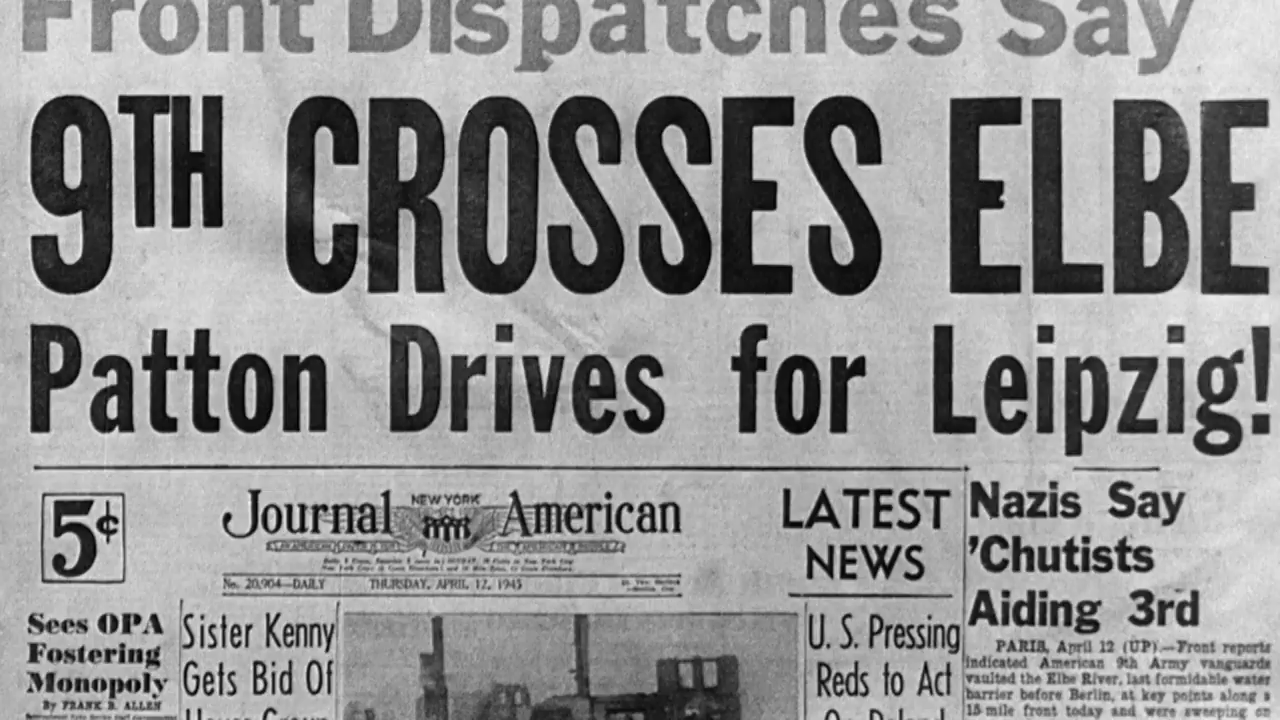 Front Dispatches Say
9TH CROSSES ELBE
Patton Drives for Leipzig!
5¢
NEW YORK
Journal American
No. 20,904—DAILY THURSDAY, APRIL 12, 1945
LATEST
NEWS
Nazis Say
'Chutists
Aiding 3rd
PARIS, April 12 (UP).—Front reports
indicated American 9th Army vanguards
vaulted the Elbe River, last formidable water
barrier before Berlin, at key points along a
15-mile front today and were sweeping on
Sees OPA
Fostering
Monopoly
By FRANK B. ALLEN
Sister Kenny
Gets Bid Of
U. S. Pressing
Reds to Act
On Poland